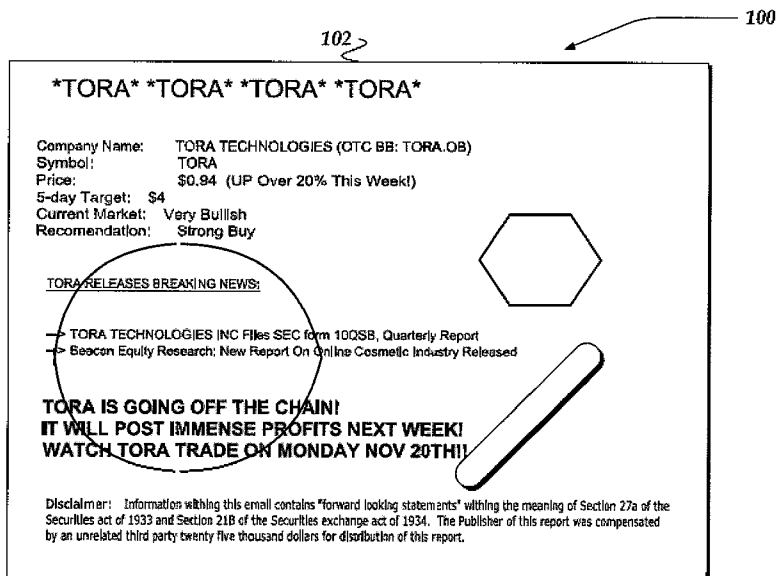 100
102
*TORA* *TORA* *TORA* *TORA*
Company Name: TORA TECHNOLOGIES (OTC BB: TORA.OB)
Symbol: TORA
Price: $0.94 (UP Over 20% This Week!)
5-day Target: $4
Current Market: Very Bullish
Recomendation: Strong Buy
TORA RELEASES BREAKING NEWS:
TORA TECHNOLOGIES INC Files SEC form 10QSB, Quarterly Report
Beacon Equity Research: New Report On Online Cosmetic Industry Released
TORA IS GOING OFF THE CHAIN!
IT WILL POST IMMENSE PROFITS NEXT WEEK!
WATCH TORA TRADE ON MONDAY NOV 20TH!!
Disclaimer: Information withing this email contains "forward looking statements" withing the meaning of Section 27a of the
Securities act of 1933 and Section 21B of the Securities exchange act of 1934. The Publisher of this report was compensated
by an unrelated third party twenty five thousand dollars for distribution of this report.